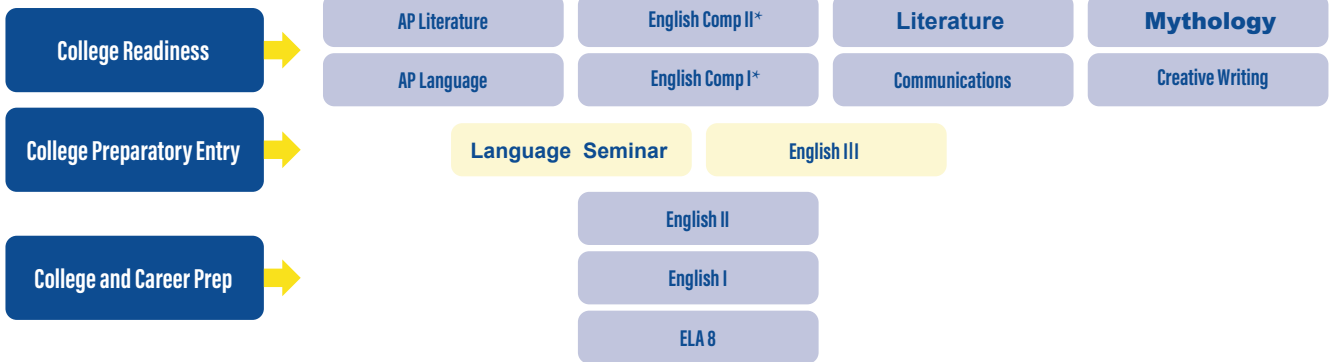 College Readiness
AP Literature
English Comp II*
Literature
Mythology
AP Language
English Comp I*
Communications
Creative Writing
College Preparatory Entry
Language Seminar
English III
College and Career Prep
English II
English I
ELA 8